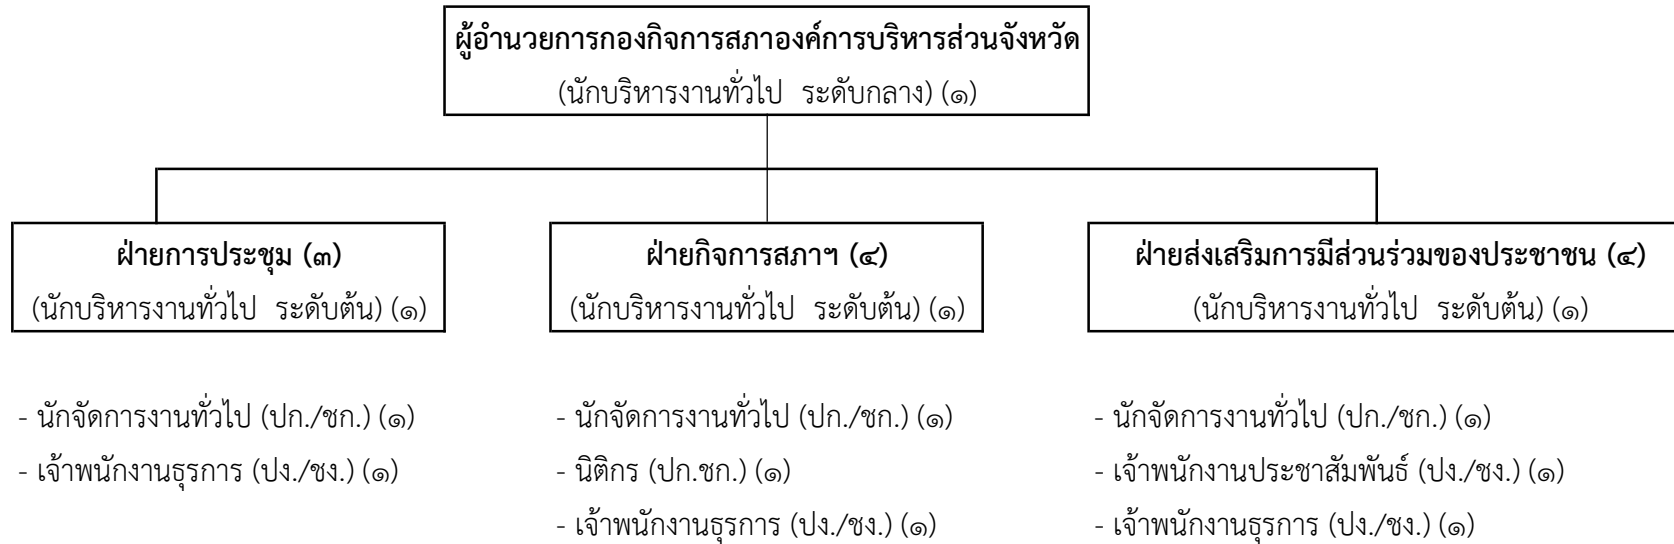 ผู้อำนวยการกองกิจการสภาองค์การบริหารส่วนจังหวัด
(นักบริหารงานทั่วไป ระดับกลาง) (๑)
ฝ่ายการประชุม (๓)
(นักบริหารงานทั่วไป ระดับต้น) (๑)
- นักจัดการงานทั่วไป (ปก./ชก.) (๑)
- เจ้าพนักงานธุรการ (ปง./ชง.) (๑)
ฝ่ายกิจการสภาฯ (๔)
(นักบริหารงานทั่วไป ระดับต้น) (๑)
- นักจัดการงานทั่วไป (ปก./ชก.) (๑)
- นิติกร (ปก.ชก.) (๑)
- เจ้าพนักงานธุรการ (ปง./ชง.) (๑)
ฝ่ายส่งเสริมการมีส่วนร่วมของประชาชน (๔)
(นักบริหารงานทั่วไป ระดับต้น) (๑)
- นักจัดการงานทั่วไป (ปก./ชก.) (๑)
- เจ้าพนักงานประชาสัมพันธ์ (ปง./ชง.) (๑)
- เจ้าพนักงานธุรการ (ปง./ชง.) (๑)